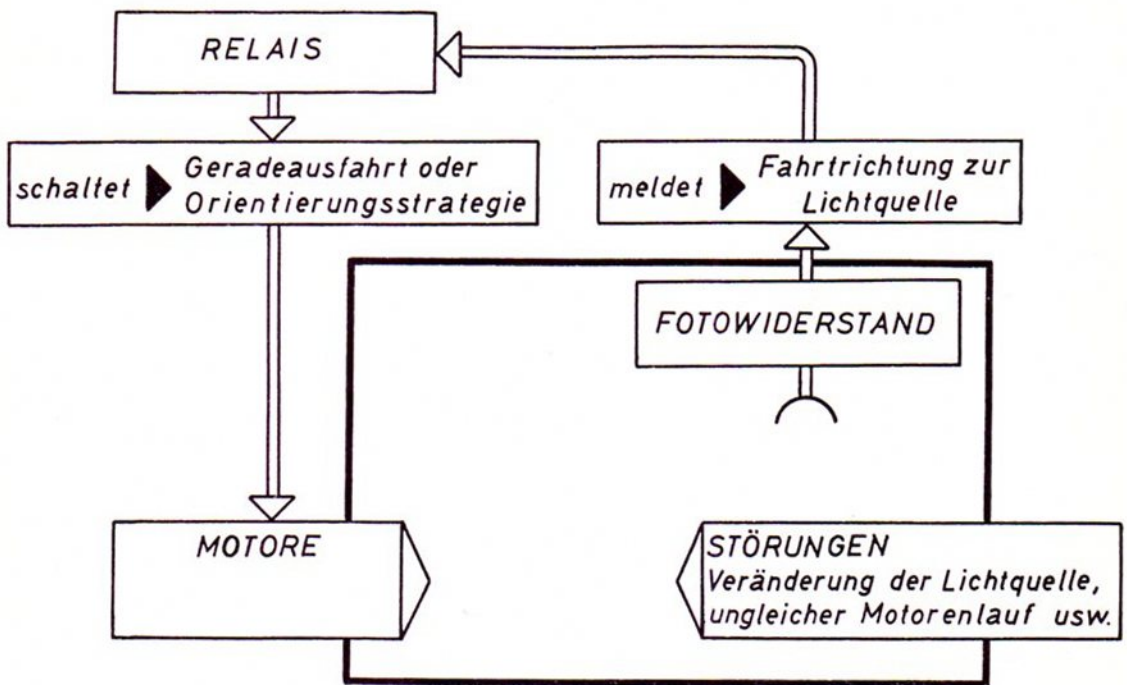 RELAIS
schaltet
Geradeausfahrt oder
Orientierungsstrategie
meldet
Fahrtrichtung zur
Lichtquelle
FOTOWIDERSTAND
MOTORE
STÖRUNGEN
Veränderung der Lichtquelle,
ungleicher Motorenlauf usw.